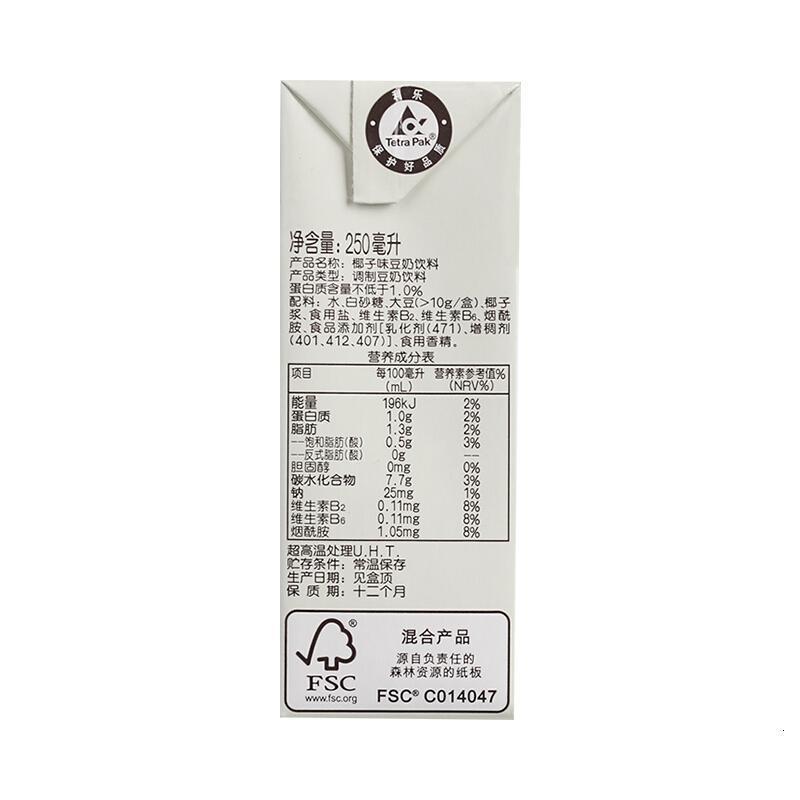 利乐
Tetra Pak®
保护好品质
净含量：250毫升
产品名称：椰子味豆奶饮料
产品类型：调制豆奶饮料
蛋白质含量不低于1.0%
配料：水、白砂糖、大豆(>10g/盒)、椰子
浆、食用盐、维生素B₂、维生素B₆、烟酰
胺、食品添加剂[乳化剂(471)、增稠剂
(401、412、407)]、食用香精。
营养成分表
项目 每100毫升 营养素参考值%
(mL) (NRV%)
能量 196kJ 2%
蛋白质 1.0g 2%
脂肪 1.3g 2%
--饱和脂肪(酸) 0.5g 3%
--反式脂肪(酸) 0g --
胆固醇 0mg 0%
碳水化合物 7.7g 3%
钠 25mg 1%
维生素B₂ 0.11mg 8%
维生素B₆ 0.11mg 8%
烟酰胺 1.05mg 8%
超高温处理U.H.T.
贮存条件：常温保存
生产日期：见盒顶
保质期：十二个月
®
FSC
www.fsc.org
混合产品
源自负责任的
森林资源的纸板
FSC® C014047